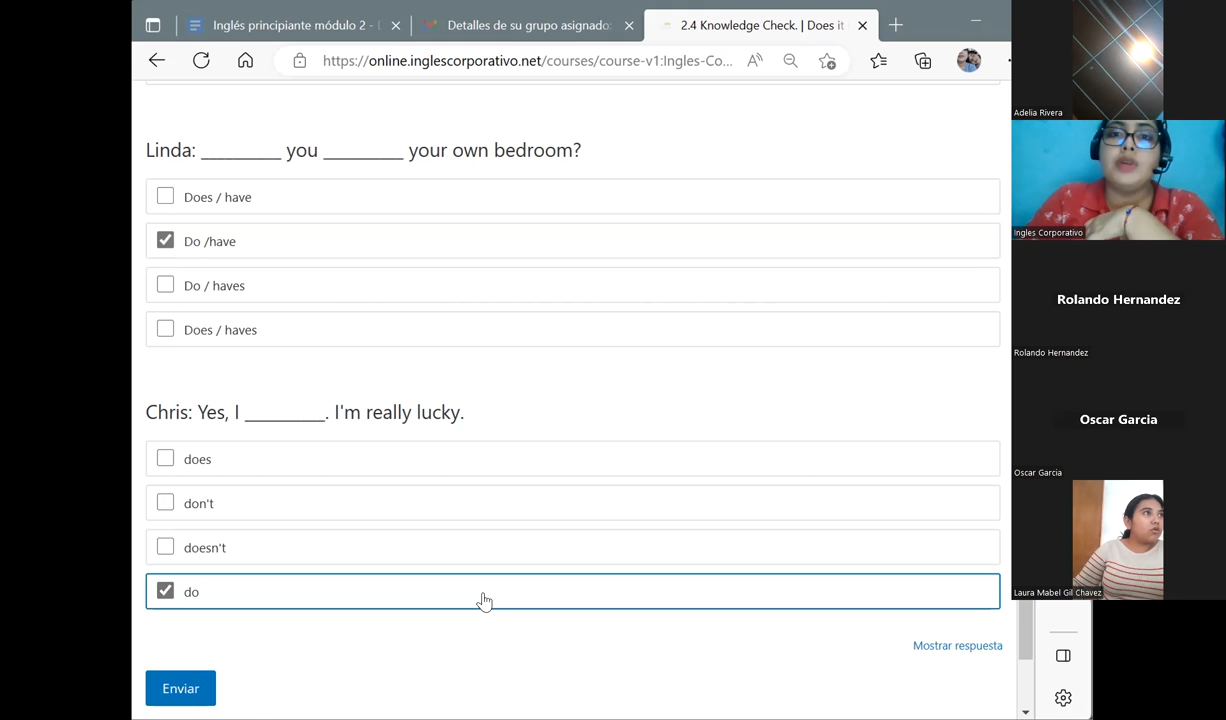 Inglés principiante módulo 2 -
Detalles de su grupo asignado:
2.4 Knowledge Check. | Does it
https://online.inglescorporativo.net/courses/course-v1:Ingles-Co...
Linda: _________ you _________ your own bedroom?
Does / have
Do /have
Do / haves
Does / haves
Chris: Yes, I _________. I'm really lucky.
does
don't
doesn't
do
Mostrar respuesta
Enviar
Adelia Rivera
Ingles Corporativo
Rolando Hernandez
Rolando Hernandez
Oscar Garcia
Oscar Garcia
Laura Mabel Gil Chavez